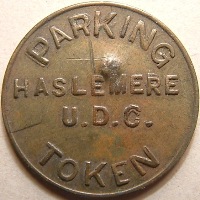 PARKING
HASLEMERE
U.D.C.
TOKEN